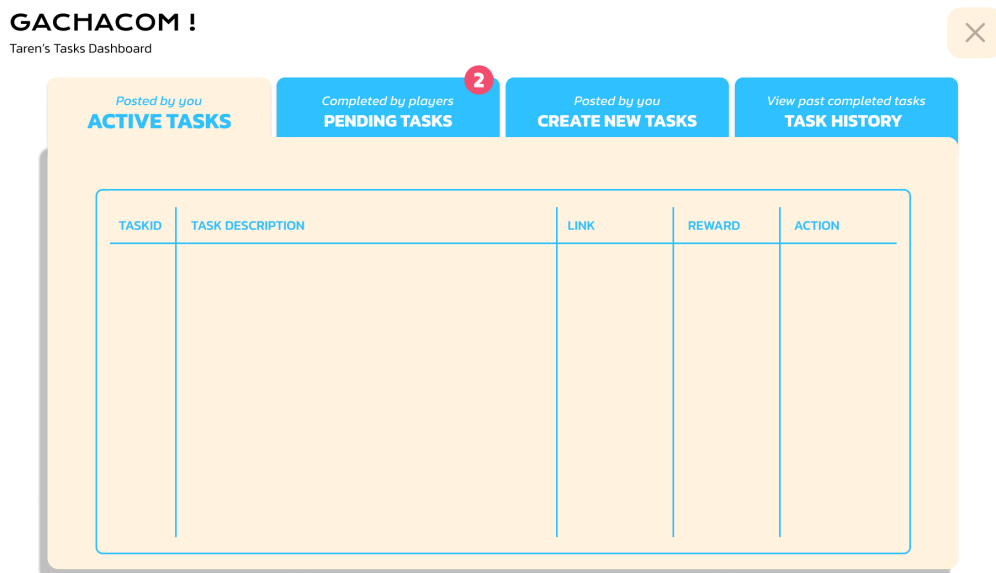 GACHACOM !
Taren's Tasks Dashboard
Posted by you
ACTIVE TASKS
Completed by players
PENDING TASKS
2
Posted by you
CREATE NEW TASKS
View past completed tasks
TASK HISTORY
TASKID TASK DESCRIPTION LINK REWARD ACTION